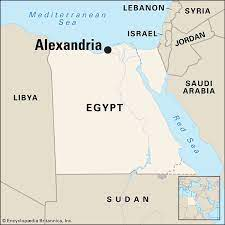 LEBANON
SYRIA
Mediterranean
Sea
ISRAEL
Alexandria
JORDAN
LIBYA
EGYPT
SAUDI
ARABIA
Red Sea
SUDAN
© Encyclopædia Britannica, Inc.